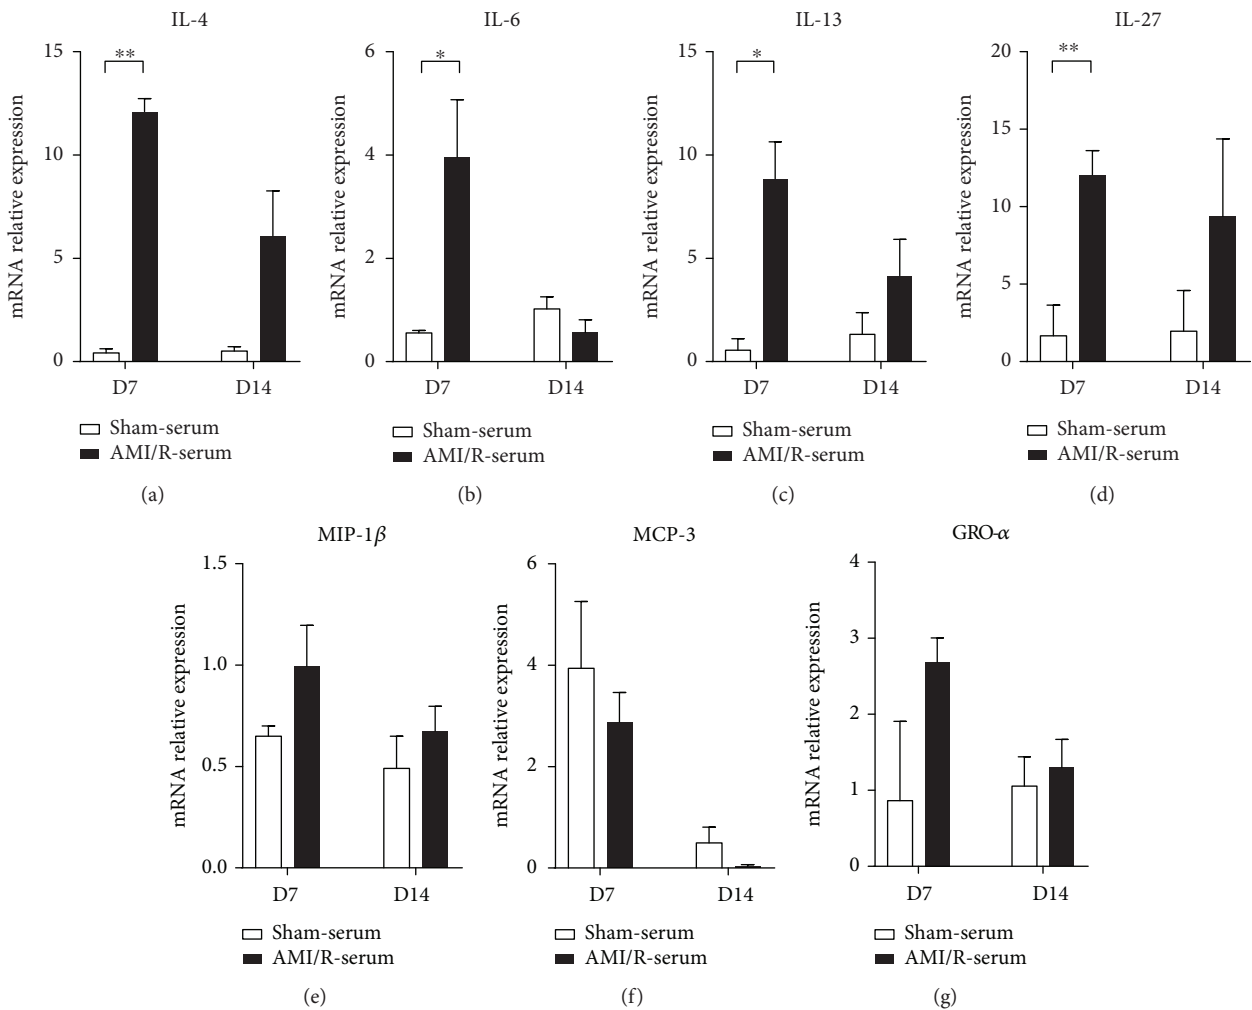 IL-4
mRNA relative expression
15
10
5
0
**
D7 D14
Sham-serum
AMI/R-serum
(a)
IL-6
mRNA relative expression
6
4
2
0
*
D7 D14
Sham-serum
AMI/R-serum
(b)
IL-13
mRNA relative expression
15
10
5
0
*
D7 D14
Sham-serum
AMI/R-serum
(c)
IL-27
mRNA relative expression
20
15
10
5
0
**
D7 D14
Sham-serum
AMI/R-serum
(d)
MIP-1β
mRNA relative expression
1.5
1.0
0.5
0.0
D7 D14
Sham-serum
AMI/R-serum
(e)
MCP-3
mRNA relative expression
6
4
2
0
D7 D14
Sham-serum
AMI/R-serum
(f)
GRO-α
mRNA relative expression
4
3
2
1
0
D7 D14
Sham-serum
AMI/R-serum
(g)